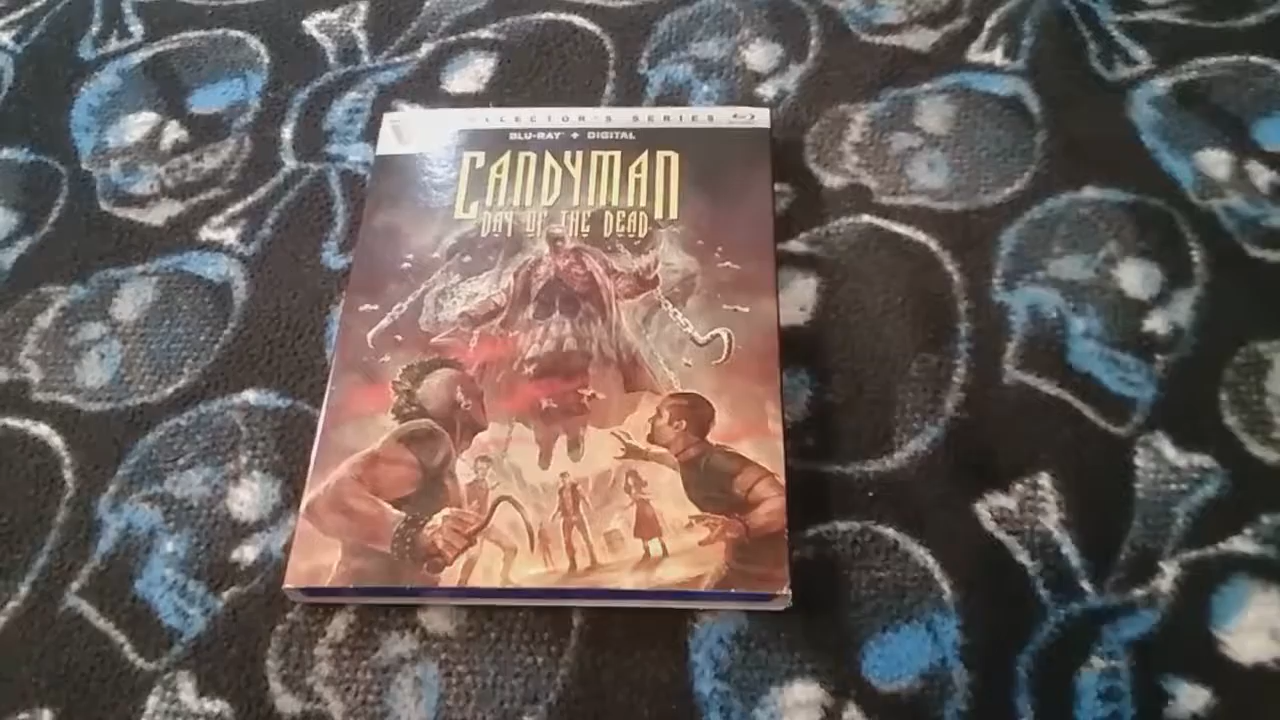 COLLECTOR'S SERIES
BLU-RAY + DIGITAL
CANDYMAN
DAY OF THE DEAD